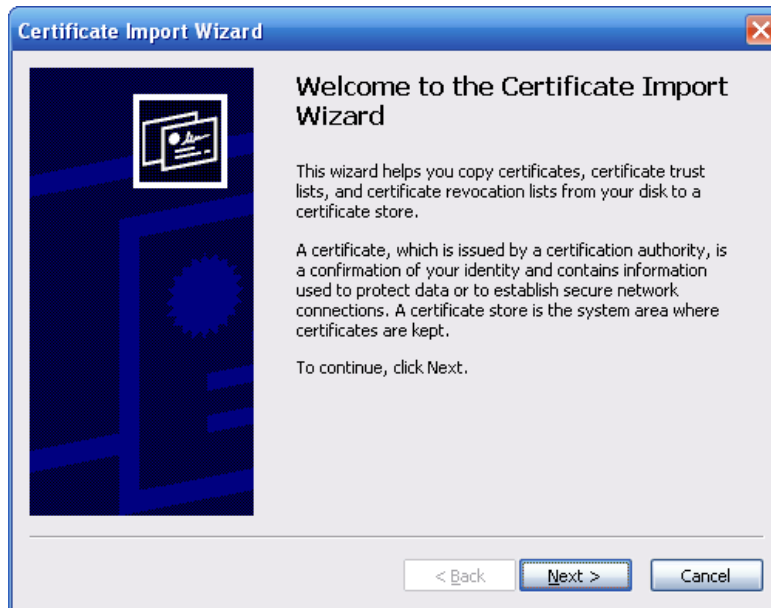 Certificate Import Wizard
Welcome to the Certificate Import
Wizard
This wizard helps you copy certificates, certificate trust
lists, and certificate revocation lists from your disk to a
certificate store.
A certificate, which is issued by a certification authority, is
a confirmation of your identity and contains information
used to protect data or to establish secure network
connections. A certificate store is the system area where
certificates are kept.
To continue, click Next.
< Back
Next >
Cancel